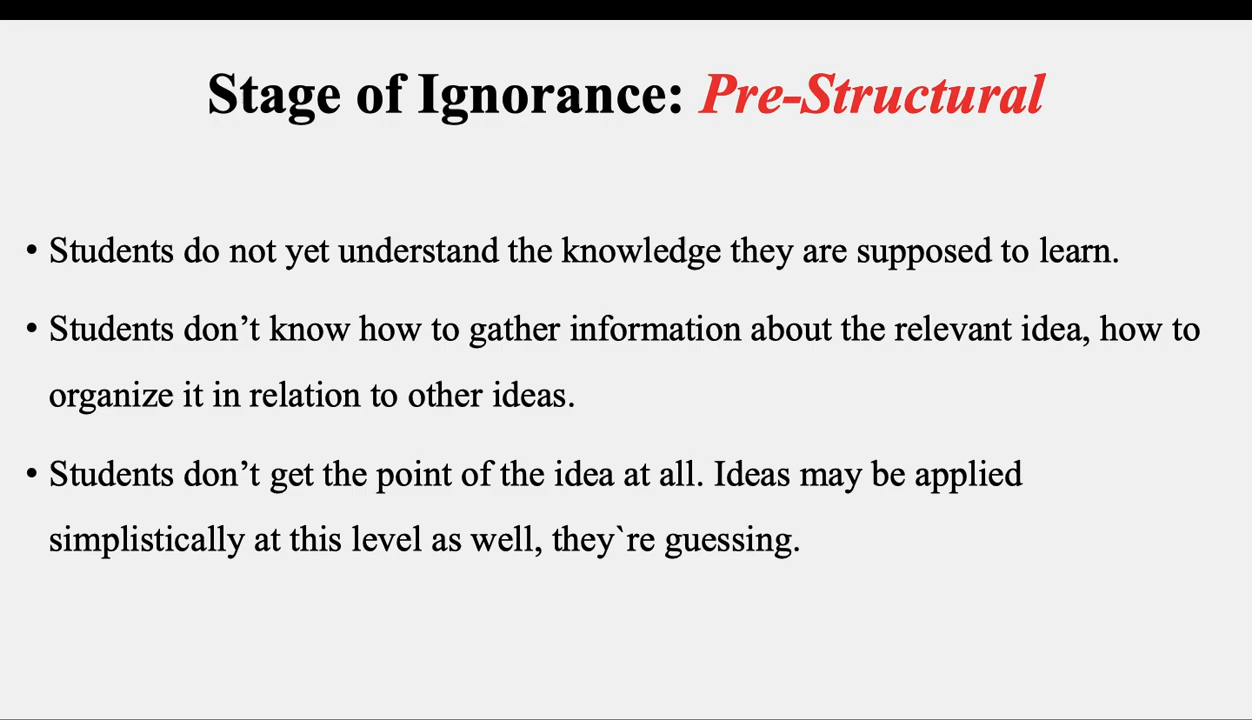 Stage of Ignorance: Pre-Structural
• Students do not yet understand the knowledge they are supposed to learn.
• Students don’t know how to gather information about the relevant idea, how to
organize it in relation to other ideas.
• Students don’t get the point of the idea at all. Ideas may be applied
simplistically at this level as well, they`re guessing.